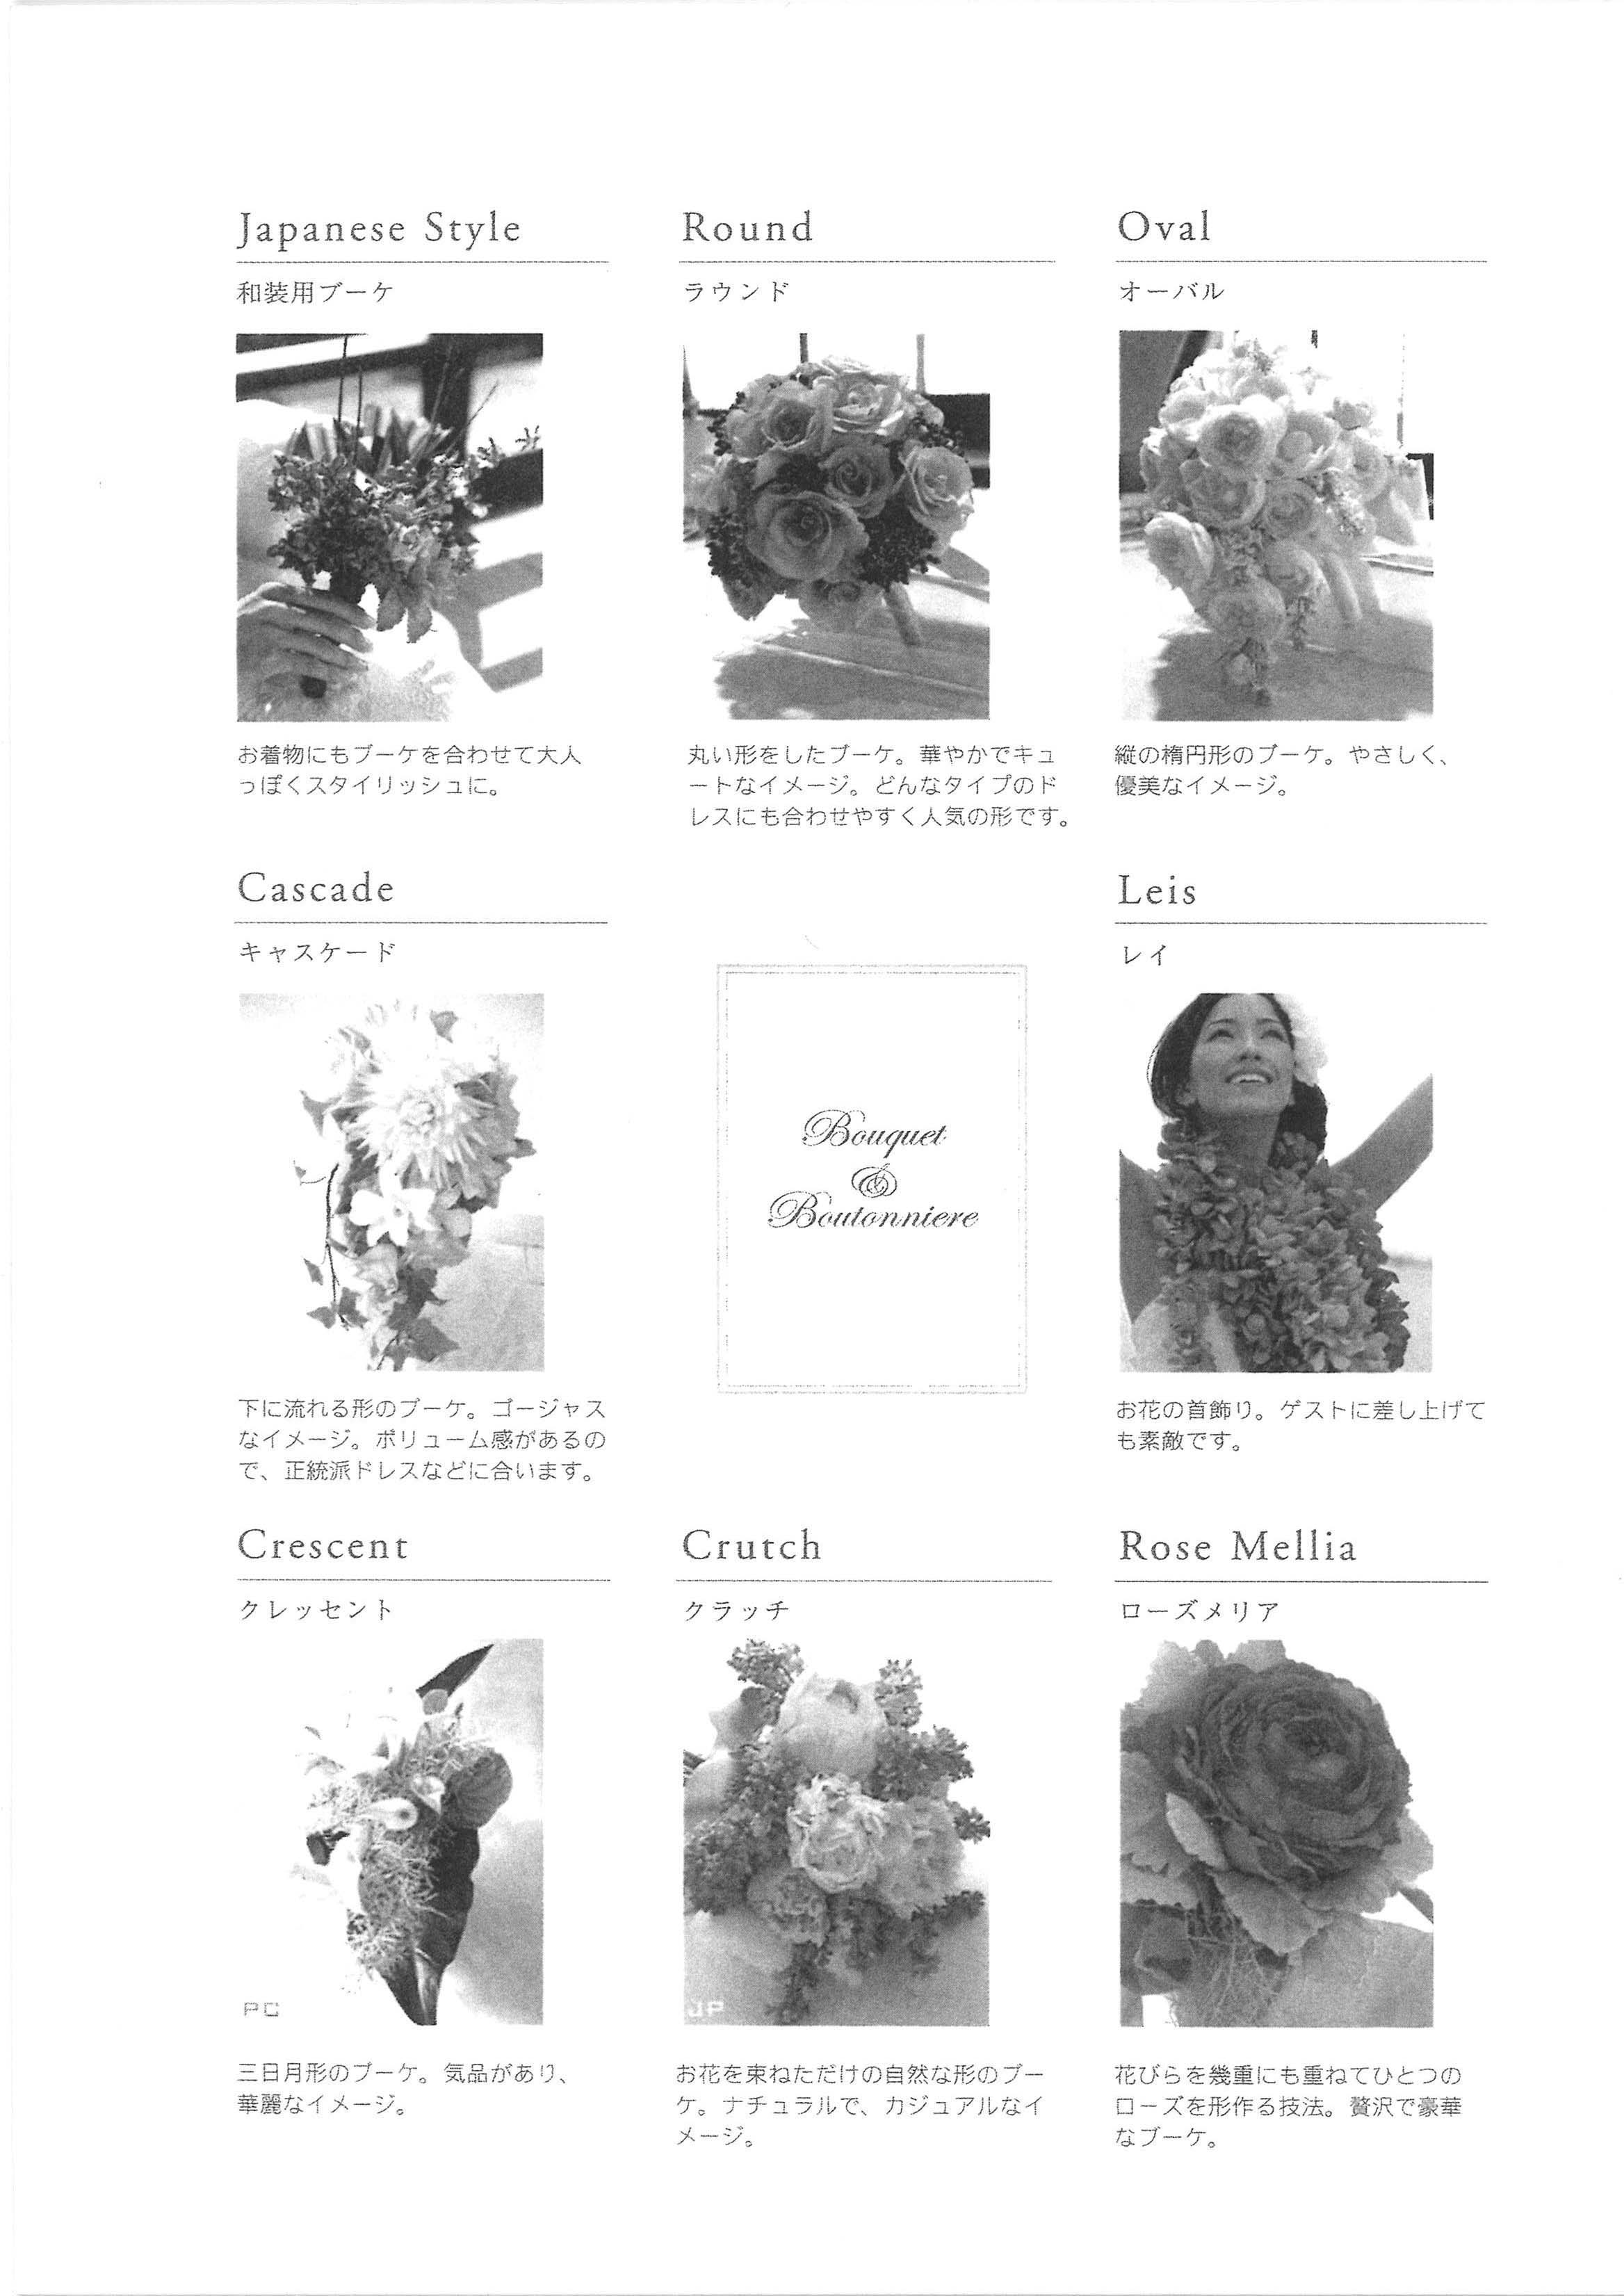 Japanese Style
和装用ブーケ
お着物にもブーケを合わせて大人
っぽくスタイリッシュに。
Round
ラウンド
丸い形をしたブーケ。華やかでキュ
ートなイメージ。どんなタイプのド
レスにも合わせやすく人気の形です。
Oval
オーバル
縦の楕円形のブーケ。やさしく、
優美なイメージ。
Cascade
キャスケード
下に流れる形のブーケ。ゴージャス
なイメージ。ボリューム感があるの
で、正統派ドレスなどに合います。
Bouquet
&
Boutonniere
Leis
レイ
お花の首飾り。ゲストに差し上げて
も素敵です。
Crescent
クレッセント
PC
三日月形のブーケ。気品があり、
華麗なイメージ。
Crutch
クラッチ
JP
お花を束ねただけの自然な形のブー
ケ。ナチュラルで、カジュアルなイ
メージ。
Rose Mellia
ローズメリア
花びらを幾重にも重ねてひとつの
ローズを形作る技法。贅沢で豪華
なブーケ。